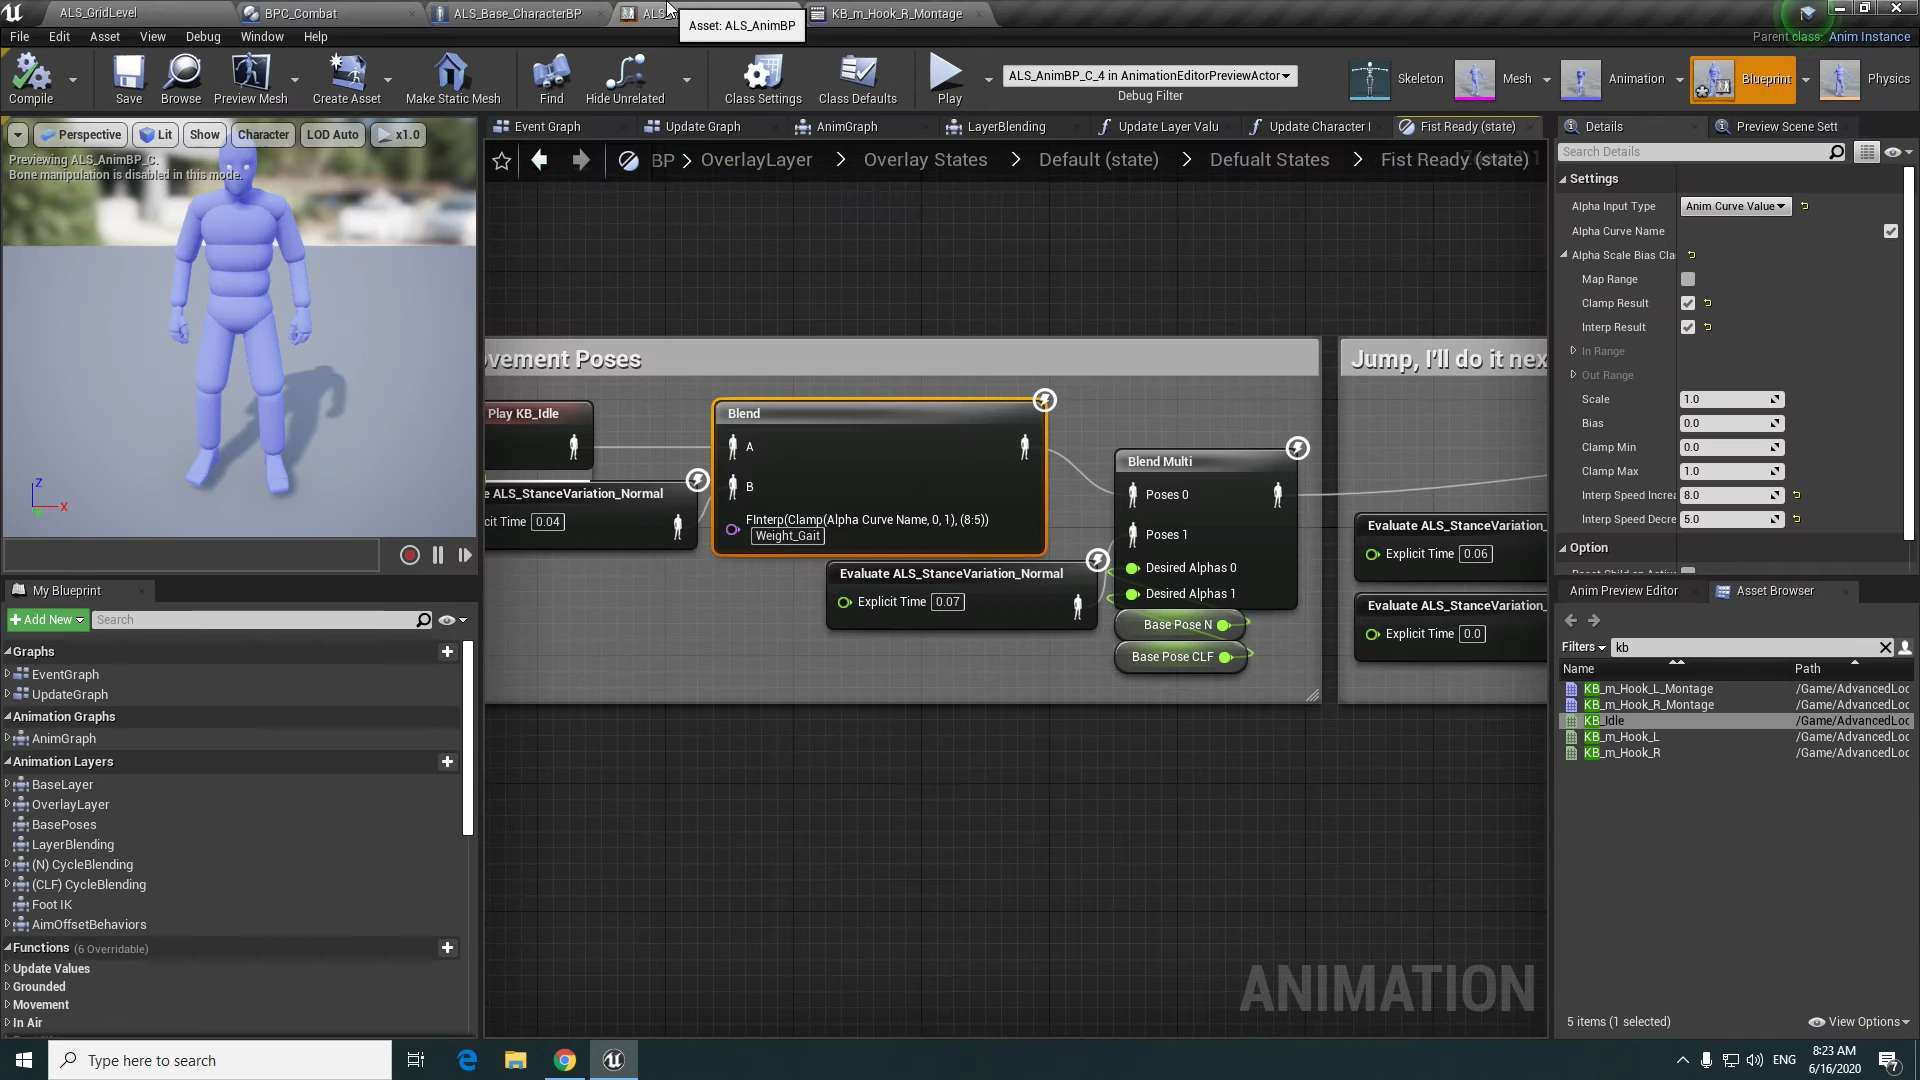 ALS_GridLevel
BPC_Combat
ALS_Base_CharacterBP
ALS_
KB_m_Hook_R_Montage
Asset: ALS_AnimBP
File Edit Asset View Debug Window Help
Parent class: Anim Instance
Compile
Save
Browse
Preview Mesh
Create Asset
Make Static Mesh
Find
Hide Unrelated
Class Settings
Class Defaults
Play
ALS_AnimBP_C_4 in AnimationEditorPreviewActor
Debug Filter
Skeleton
Mesh
Animation
Blueprint
Physics
Perspective
Lit
Show
Character
LOD Auto
x1.0
Previewing ALS_AnimBP_C.
Bone manipulation is disabled in this mode.
Z
X
Event Graph
Update Graph
AnimGraph
LayerBlending
Update Layer Valu
Update Character I
Fist Ready (state)
BP > OverlayLayer > Overlay States > Default (state) > Defualt States > Fist Ready (state)
vement Poses
Jump, I'll do it nex
Play KB_Idle
e ALS_StanceVariation_Normal
cit Time 0.04
Blend
A
B
FInterp(Clamp(Alpha Curve Name, 0, 1), (8:5))
Weight_Gait
Evaluate ALS_StanceVariation_Normal
Explicit Time 0.07
Blend Multi
Poses 0
Poses 1
Desired Alphas 0
Desired Alphas 1
Base Pose N
Base Pose CLF
Evaluate ALS_StanceVariation_
Explicit Time 0.06
Evaluate ALS_StanceVariation_
Explicit Time 0.0
ANIMATION
My Blueprint
Add New
Search
Graphs
EventGraph
UpdateGraph
Animation Graphs
AnimGraph
Animation Layers
BaseLayer
OverlayLayer
BasePoses
LayerBlending
(N) CycleBlending
(CLF) CycleBlending
Foot IK
AimOffsetBehaviors
Functions (6 Overridable)
Update Values
Grounded
Movement
In Air
Details
Preview Scene Sett
Search Details
Settings
Alpha Input Type Anim Curve Value
Alpha Curve Name
Alpha Scale Bias Cla
Map Range
Clamp Result
Interp Result
In Range
Out Range
Scale 1.0
Bias 0.0
Clamp Min 0.0
Clamp Max 1.0
Interp Speed Increa 8.0
Interp Speed Decre 5.0
Option
Anim Preview Editor
Asset Browser
Filters kb
Name Path
KB_m_Hook_L_Montage /Game/AdvancedLoc
KB_m_Hook_R_Montage /Game/AdvancedLoc
KB_Idle /Game/AdvancedLoc
KB_m_Hook_L /Game/AdvancedLoc
KB_m_Hook_R /Game/AdvancedLoc
5 items (1 selected)
View Options
Type here to search
ENG
8:23 AM
6/16/2020
7